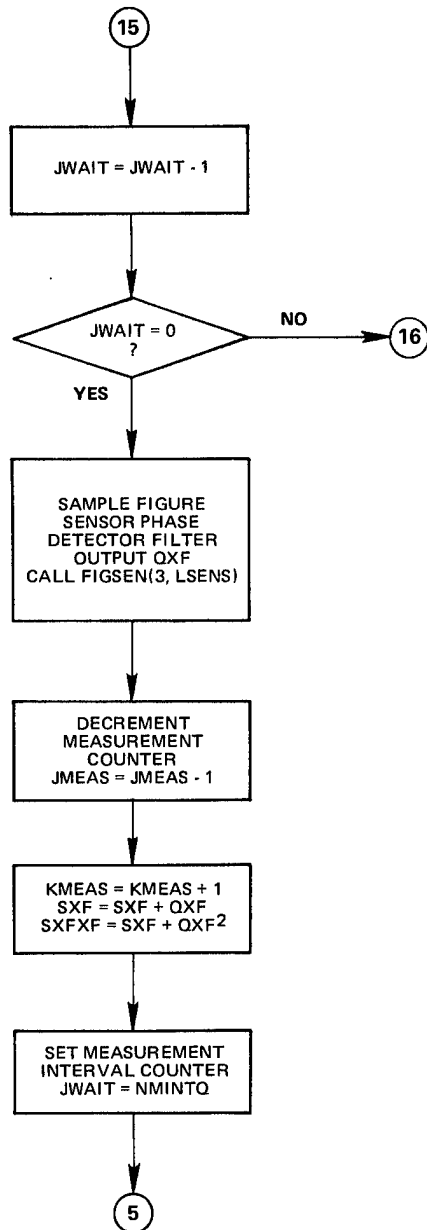 15
JWAIT = JWAIT - 1
JWAIT = 0
?
NO
16
YES
SAMPLE FIGURE
SENSOR PHASE
DETECTOR FILTER
OUTPUT QXF
CALL FIGSEN(3, LSENS)
DECREMENT
MEASUREMENT
COUNTER
JMEAS = JMEAS - 1
KMEAS = KMEAS + 1
SXF = SXF + QXF
SXFXF = SXF + QXF²
SET MEASUREMENT
INTERVAL COUNTER
JWAIT = NMINTQ
5